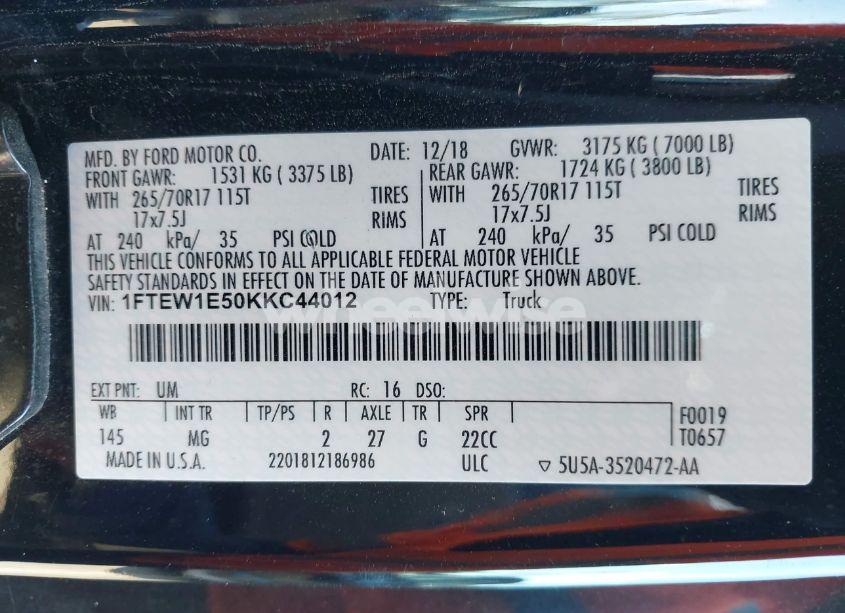 MFD. BY FORD MOTOR CO. DATE: 12/18 GVWR: 3175 KG ( 7000 LB)
FRONT GAWR: 1531 KG ( 3375 LB) REAR GAWR: 1724 KG ( 3800 LB)
WITH 265/70R17 115T TIRES WITH 265/70R17 115T TIRES
17x7.5J RIMS 17x7.5J RIMS
AT 240 kPa/ 35 PSI COLD AT 240 kPa/ 35 PSI COLD
THIS VEHICLE CONFORMS TO ALL APPLICABLE FEDERAL MOTOR VEHICLE
SAFETY STANDARDS IN EFFECT ON THE DATE OF MANUFACTURE SHOWN ABOVE.
VIN: 1FTEW1E50KKC44012 TYPE: Truck
wheelwise
EXT PNT: UM RC: 16 DSO:
WB INT TR TP/PS R AXLE TR SPR F0019
145 MG 2 27 G 22CC T0657
MADE IN U.S.A. 2201812186986 ULC ▽ 5U5A-3520472-AA